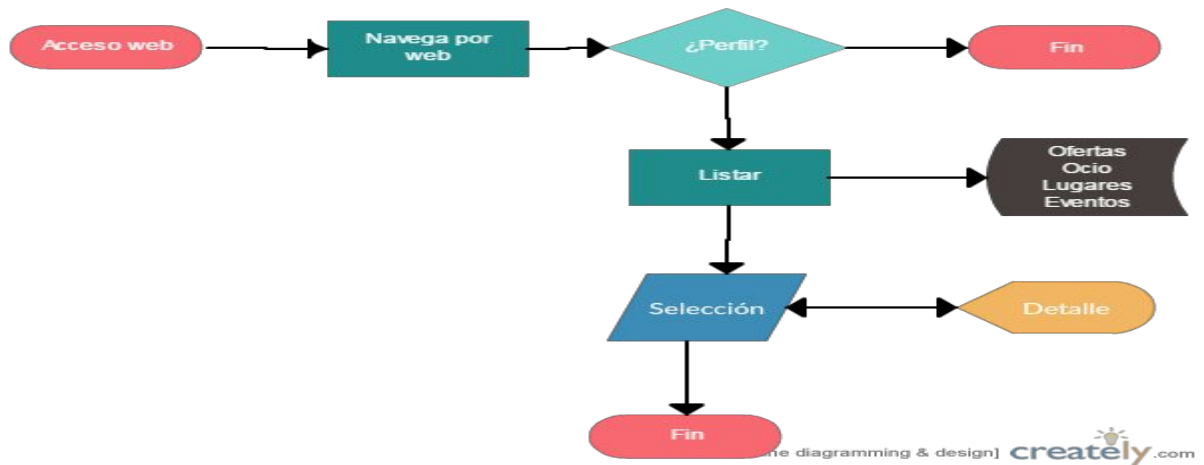 Acceso web
Navega por
web
¿Perfil?
Fin
Listar
Ofertas
Ocio
Lugares
Eventos
Selección
Detalle
Fin
diagramming & design]
creately.com